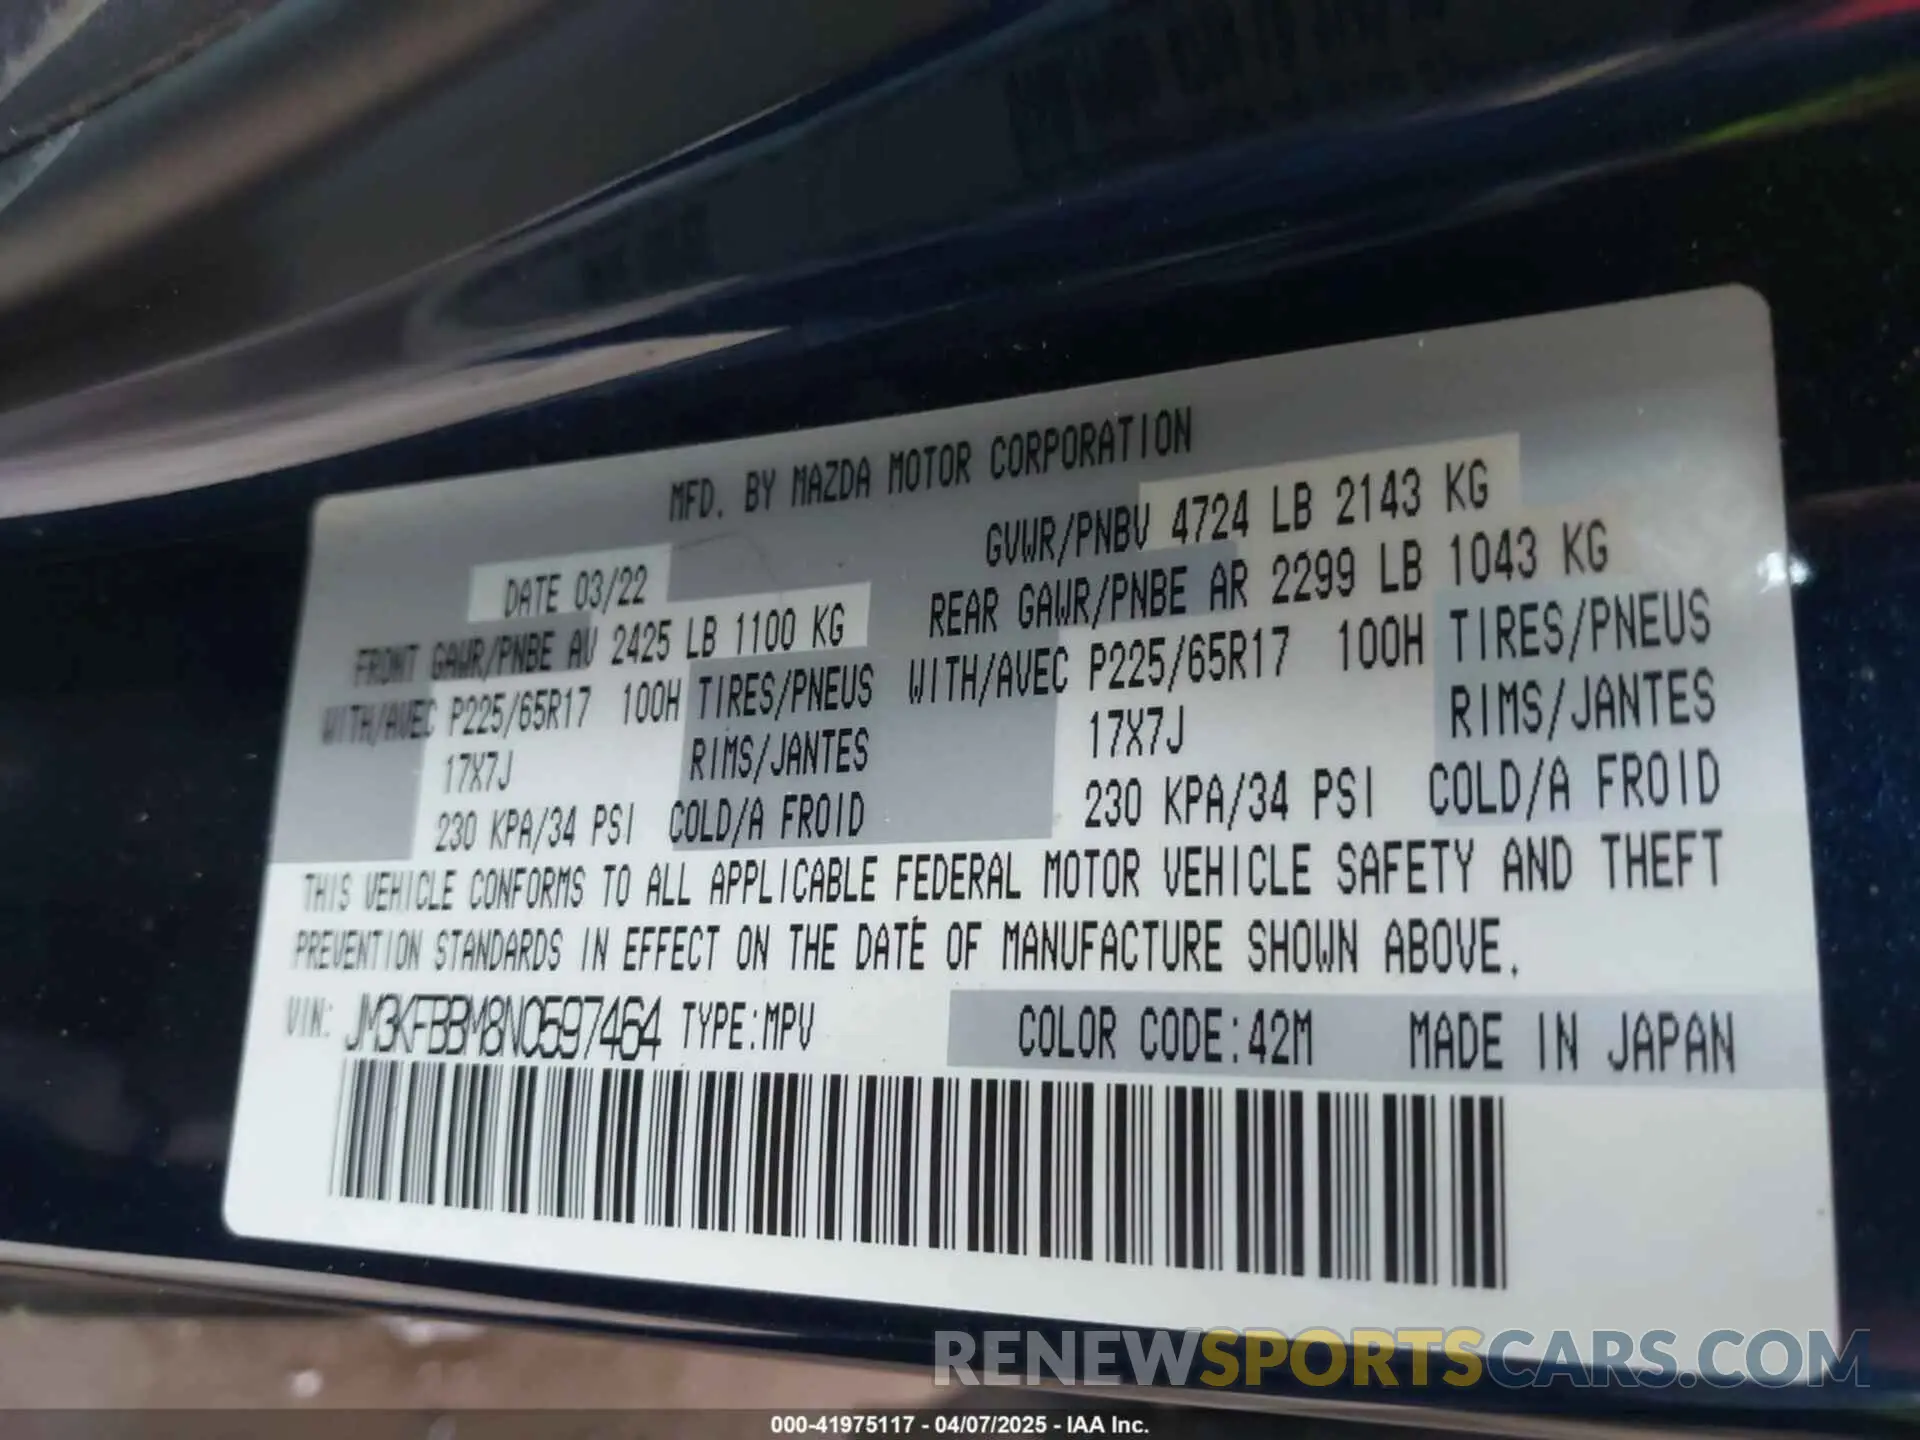 MFD. BY MAZDA MOTOR CORPORATION
DATE 03/22
GVWR/PNBV 4724 LB 2143 KG
FRONT GAWR/PNBE AV 2425 LB 1100 KG
REAR GAWR/PNBE AR 2299 LB 1043 KG
WITH/AVEC P225/65R17 100H TIRES/PNEUS
WITH/AVEC P225/65R17 100H TIRES/PNEUS
17X7J RIMS/JANTES
17X7J RIMS/JANTES
230 KPA/34 PSI COLD/A FROID
230 KPA/34 PSI COLD/A FROID
THIS VEHICLE CONFORMS TO ALL APPLICABLE FEDERAL MOTOR VEHICLE SAFETY AND THEFT
PREVENTION STANDARDS IN EFFECT ON THE DATE OF MANUFACTURE SHOWN ABOVE.
VIN: JM3KFBBM8N0597464 TYPE:MPV COLOR CODE:42M MADE IN JAPAN
RENEWSPORTSCARS.COM
000-41975117 - 04/07/2025 - IAA Inc.